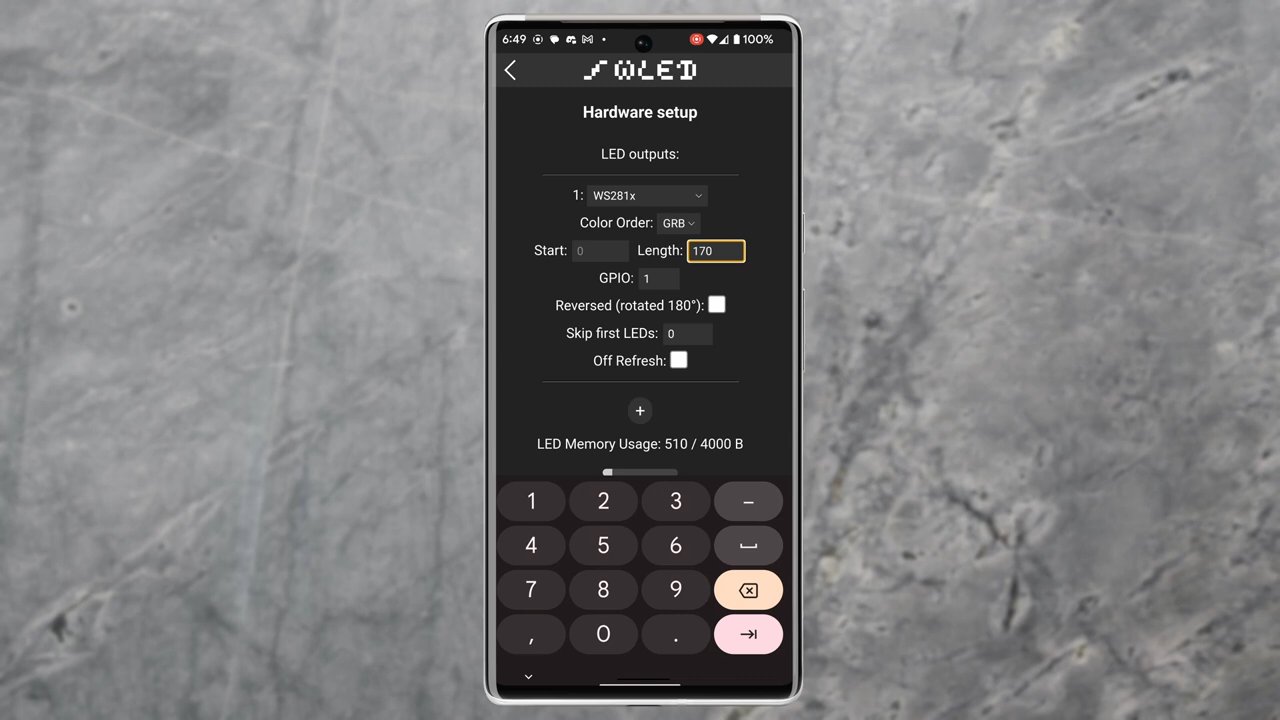 6:49 100%
WLED
Hardware setup
LED outputs:
1: WS281x
Color Order: GRB
Start: 0 Length: 170
GPIO: 1
Reversed (rotated 180°):
Skip first LEDs: 0
Off Refresh:
+
LED Memory Usage: 510 / 4000 B
1 2 3 -
4 5 6
7 8 9
, 0 .